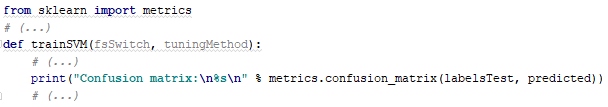 from sklearn import metrics
# (...)
def trainSVM(fsSwitch, tuningMethod):
    # (...)
    print("Confusion matrix:\n%s\n" % metrics.confusion_matrix(labelsTest, predicted))
    # (...)